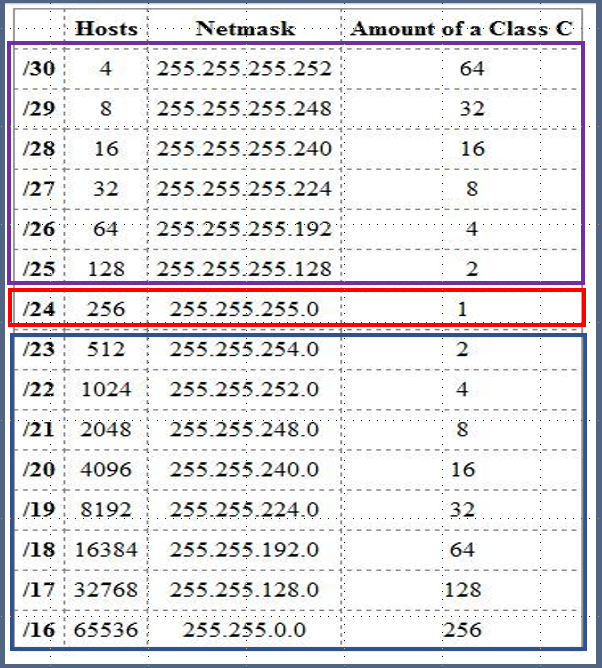 Hosts Netmask Amount of a Class C
/30 4 255.255.255.252 64
/29 8 255.255.255.248 32
/28 16 255.255.255.240 16
/27 32 255.255.255.224 8
/26 64 255.255.255.192 4
/25 128 255.255.255.128 2
/24 256 255.255.255.0 1
/23 512 255.255.254.0 2
/22 1024 255.255.252.0 4
/21 2048 255.255.248.0 8
/20 4096 255.255.240.0 16
/19 8192 255.255.224.0 32
/18 16384 255.255.192.0 64
/17 32768 255.255.128.0 128
/16 65536 255.255.0.0 256